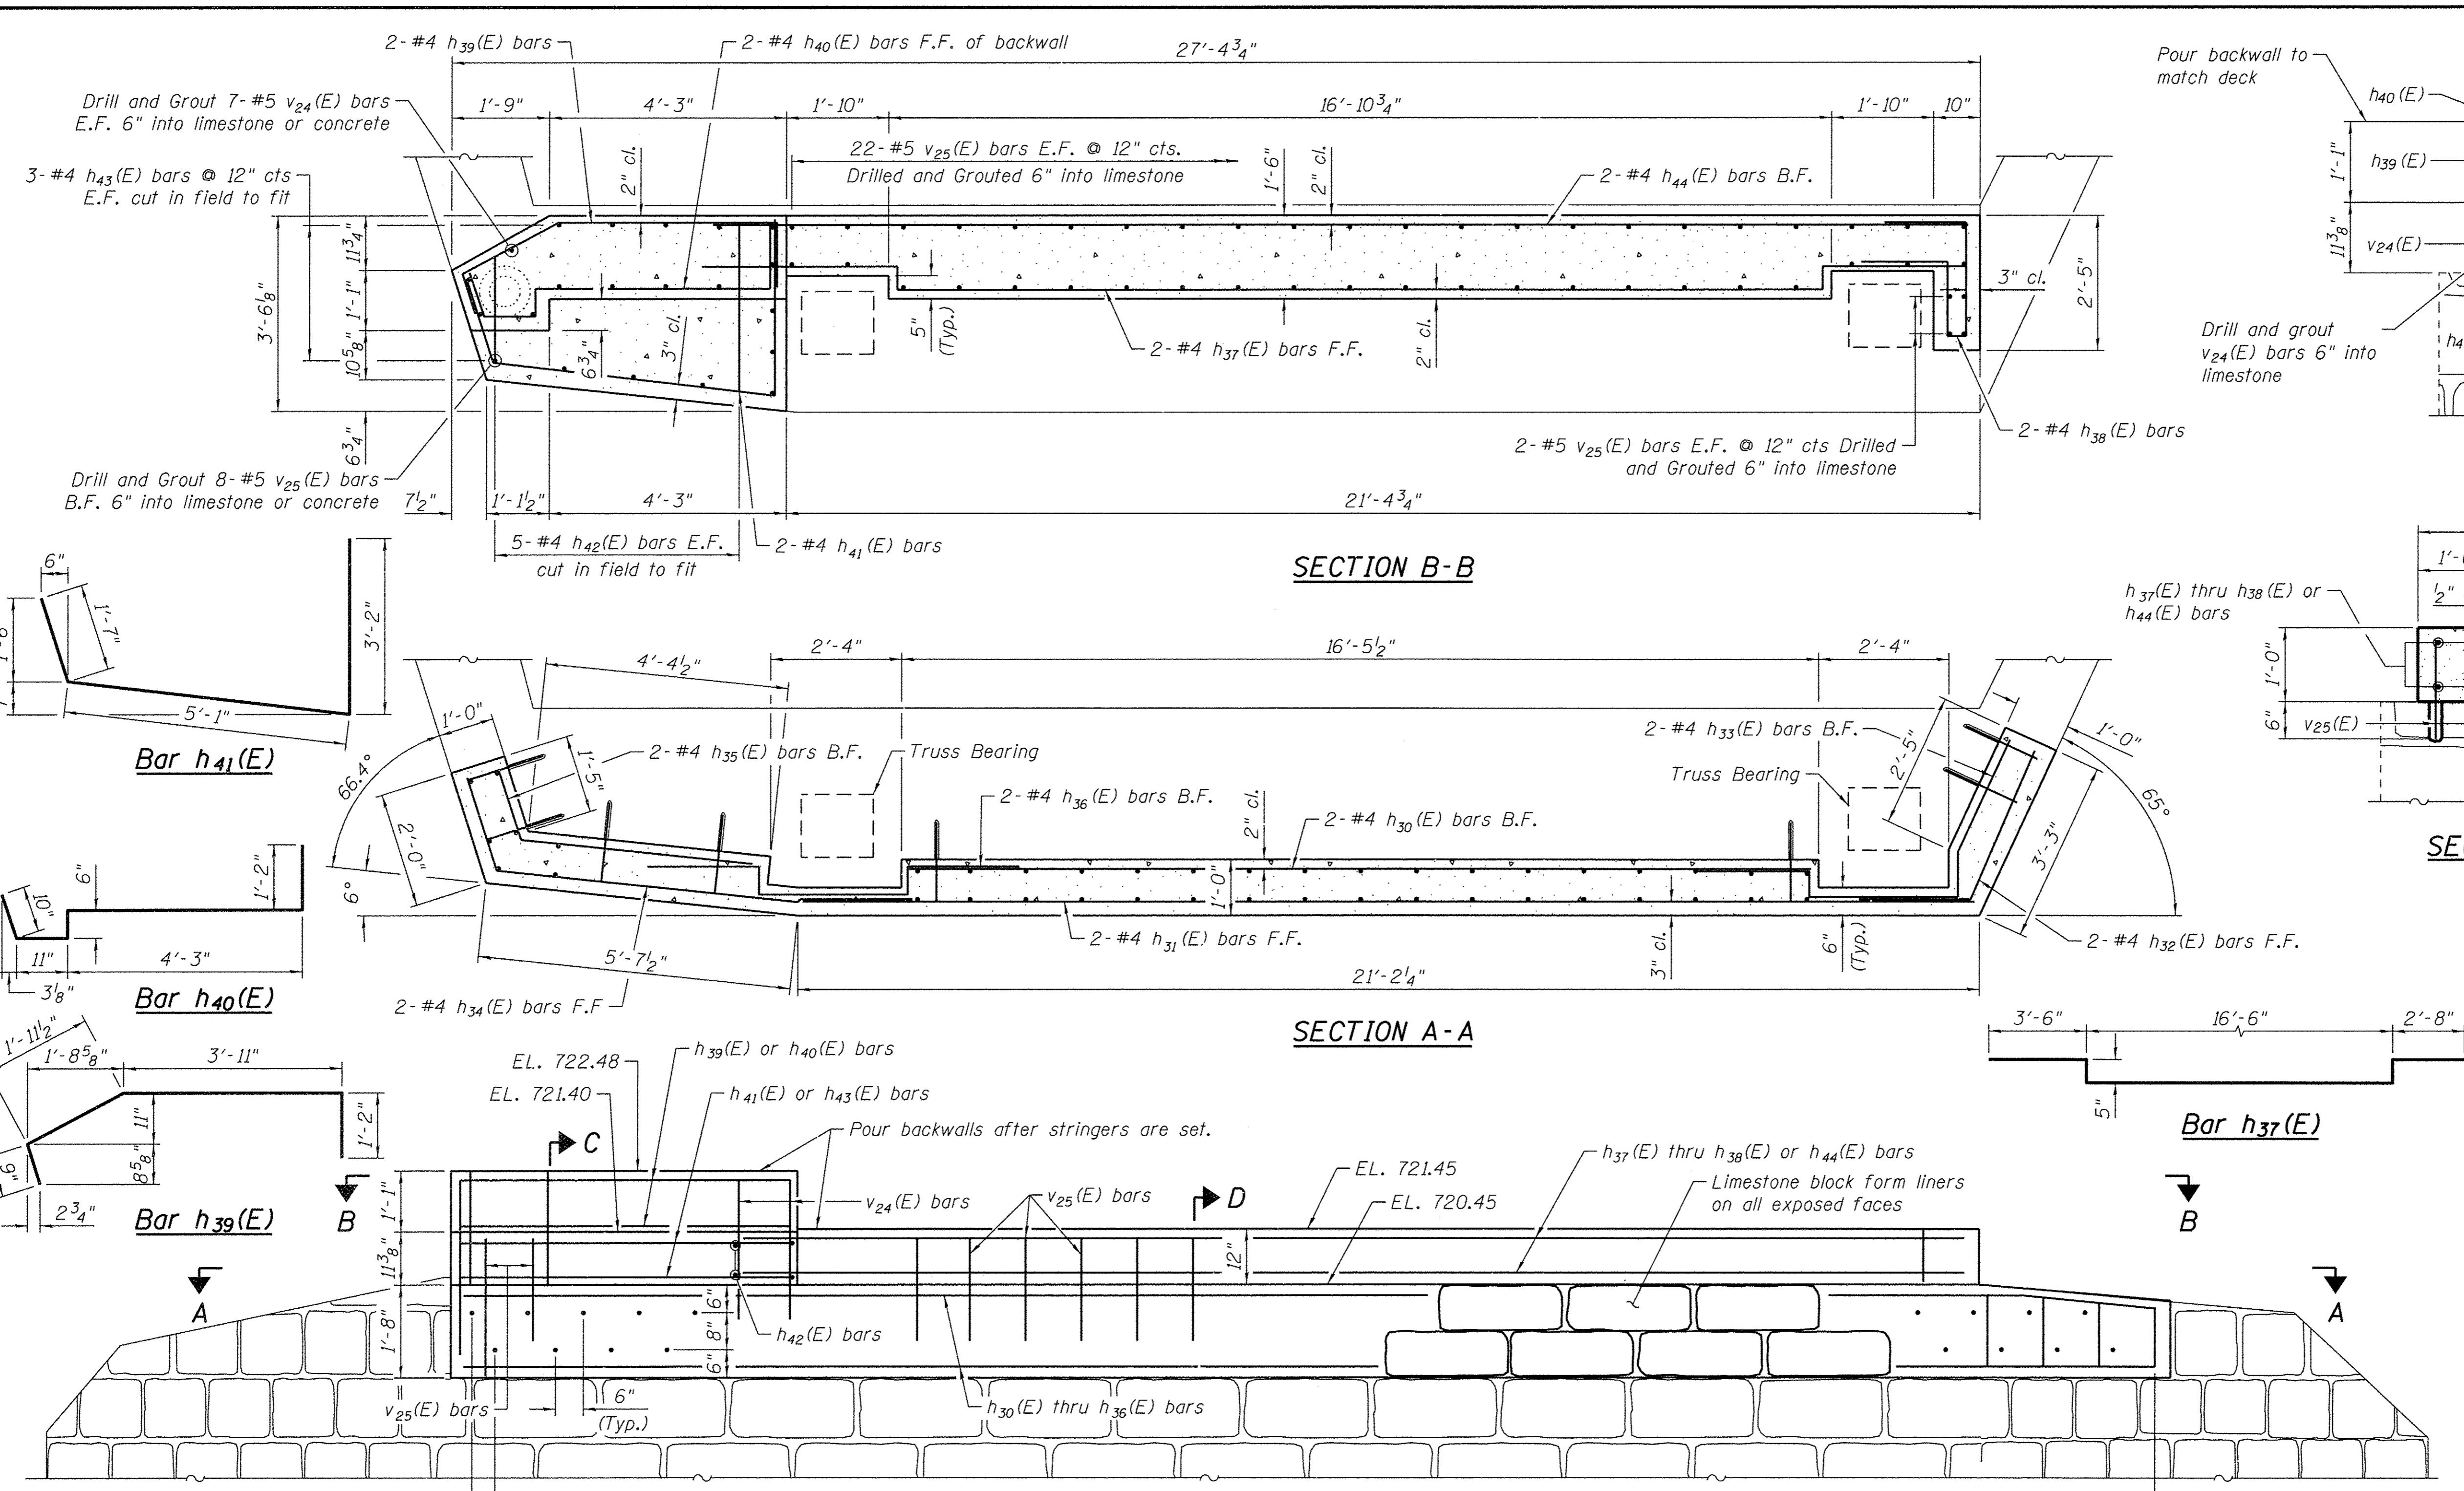 2-#4 h39(E) bars
2-#4 h40(E) bars F.F. of backwall
27'-4 3/4"
Drill and Grout 7-#5 v24(E) bars
E.F. 6" into limestone or concrete
1'-9"
4'-3"
1'-10"
16'-10 3/4"
1'-10"
10"
3-#4 h43(E) bars @ 12" cts
E.F. cut in field to fit
2" cl.
22-#5 v25(E) bars E.F. @ 12" cts.
Drilled and Grouted 6" into limestone
1'-6"
2" cl.
2-#4 h44(E) bars B.F.
3'-6 1/8"
11 3/4"
1'-1"
10 5/8"
6 3/4"
6 3/4"
3" cl.
5"
(Typ.)
2-#4 h37(E) bars F.F.
2" cl.
3" cl.
2'-5"
2-#4 h38(E) bars
Drill and Grout 8-#5 v25(E) bars
B.F. 6" into limestone or concrete
2-#5 v25(E) bars E.F. @ 12" cts Drilled
and Grouted 6" into limestone
7 1/2"
1'-1 1/2"
4'-3"
21'-4 3/4"
5-#4 h42(E) bars E.F.
cut in field to fit
2-#4 h41(E) bars
SECTION B-B
Pour backwall to
match deck
h40(E)
1'-1"
h39(E)
11 3/8"
v24(E)
Drill and grout
v24(E) bars 6" into
limestone
6"
1'-7"
3'-2"
5'-1"
Bar h41(E)
4'-4 1/2"
2'-4"
16'-5 1/2"
2'-4"
1'-0"
66.4°
2-#4 h35(E) bars B.F.
1'-5"
Truss Bearing
2'-0"
6°
2-#4 h36(E) bars B.F.
2" cl.
2-#4 h30(E) bars B.F.
2-#4 h33(E) bars B.F.
Truss Bearing
2'-5"
1'-0"
65°
3'-3"
1'-0"
2-#4 h31(E) bars F.F.
3" cl.
6"
(Typ.)
2-#4 h32(E) bars F.F.
5'-7 1/2"
21'-2 1/4"
2-#4 h34(E) bars F.F
SECTION A-A
h37(E) thru h38(E) or
h44(E) bars
1/2"
1'-0"
6"
v25(E)
10"
6"
1'-2"
11"
4'-3"
3 1/8"
Bar h40(E)
1'-11 1/2"
1'-8 5/8"
3'-11"
11"
8 5/8"
1'-2"
2 3/4"
Bar h39(E)
3'-6"
16'-6"
2'-8"
5"
Bar h37(E)
EL. 722.48
EL. 721.40
h39(E) or h40(E) bars
h41(E) or h43(E) bars
C
Pour backwalls after stringers are set.
B
1'-1"
11 3/8"
1'-8"
v24(E) bars
v25(E) bars
D
EL. 721.45
EL. 720.45
h37(E) thru h38(E) or h44(E) bars
Limestone block form liners
on all exposed faces
B
12"
A
A
6"
8"
6"
h42(E) bars
v25(E) bars
6"
(Typ.)
h30(E) thru h36(E) bars